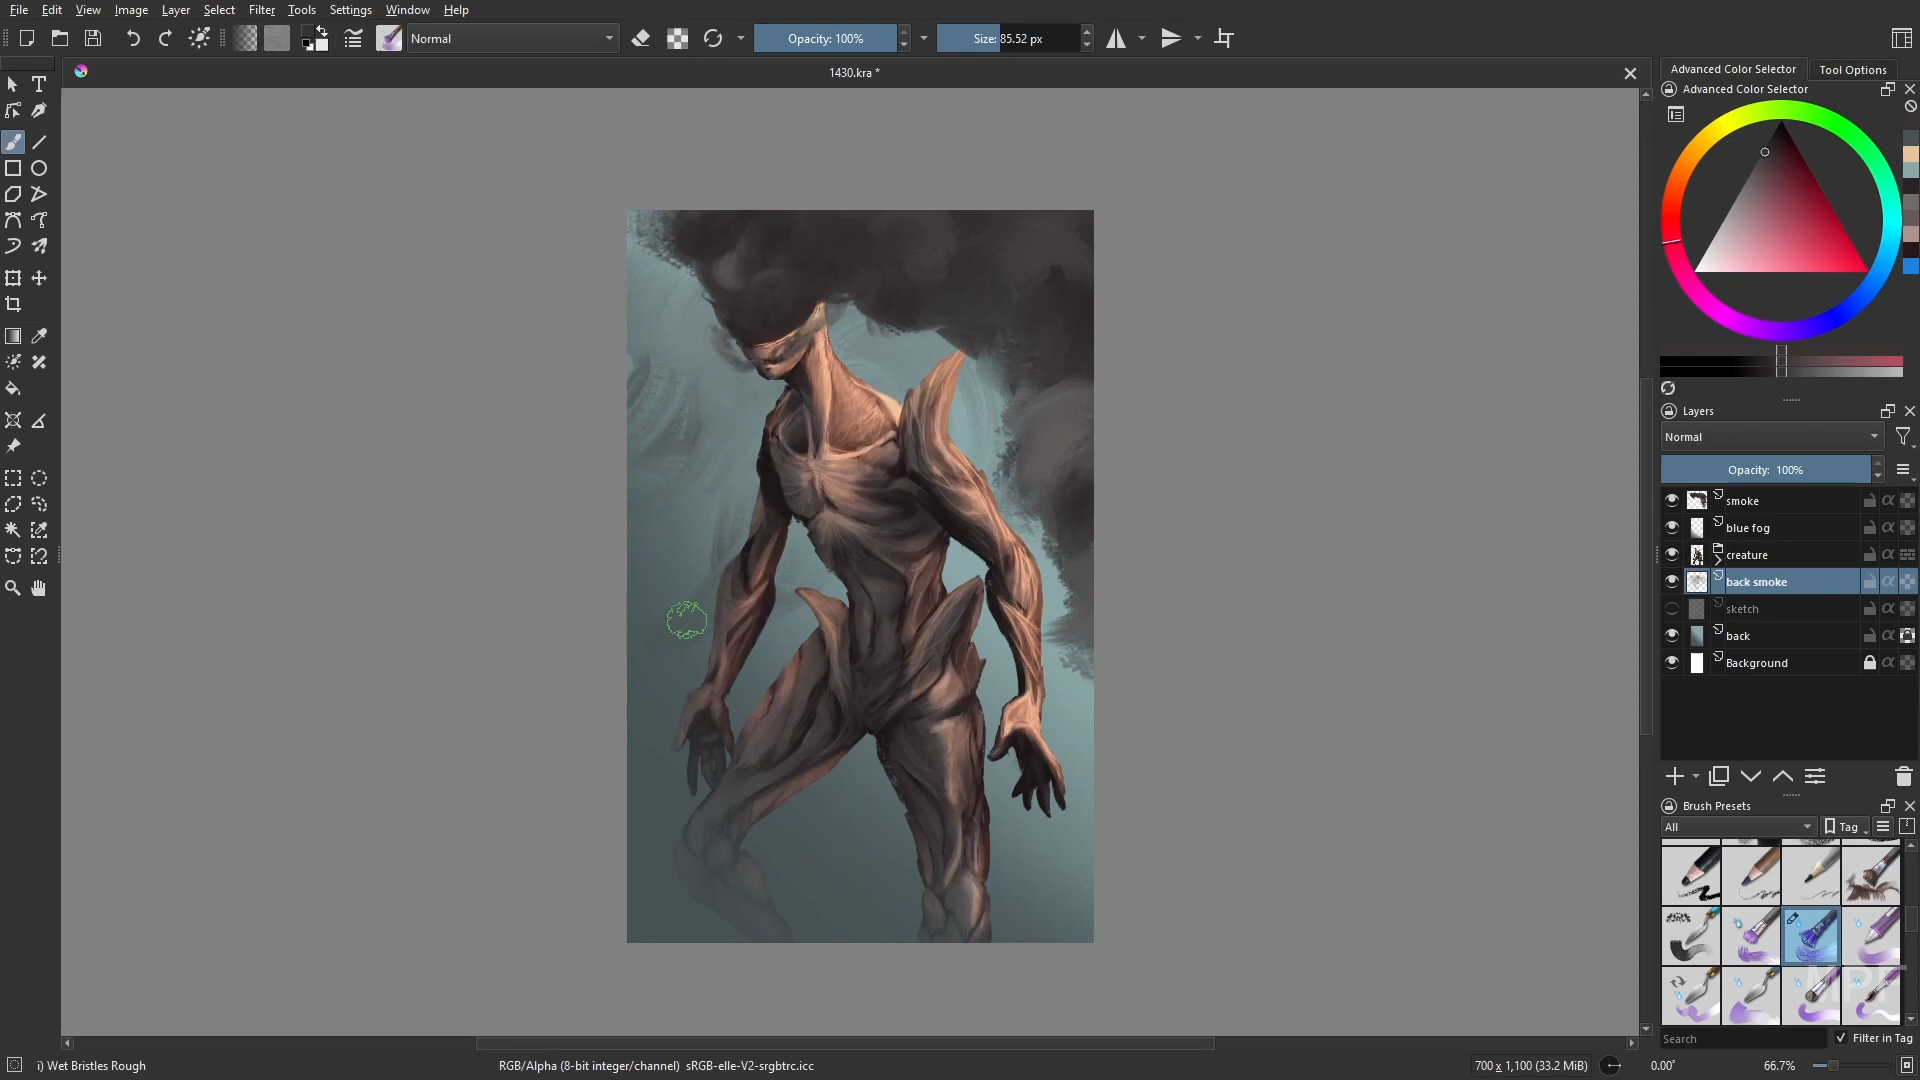 File Edit View Image Layer Select Filter Tools Settings Window Help
Normal
Opacity: 100%
Size: 85.52 px
1430.kra *
Advanced Color Selector
Tool Options
Advanced Color Selector
Layers
Normal
Opacity: 100%
smoke
blue fog
creature
back smoke
sketch
back
Background
Brush Presets
All
Tag
Search
Filter in Tag
i) Wet Bristles Rough
RGB/Alpha (8-bit integer/channel) sRGB-elle-V2-srgbtrc.icc
700 x 1,100 (33.2 MiB)
0.00°
66.7%